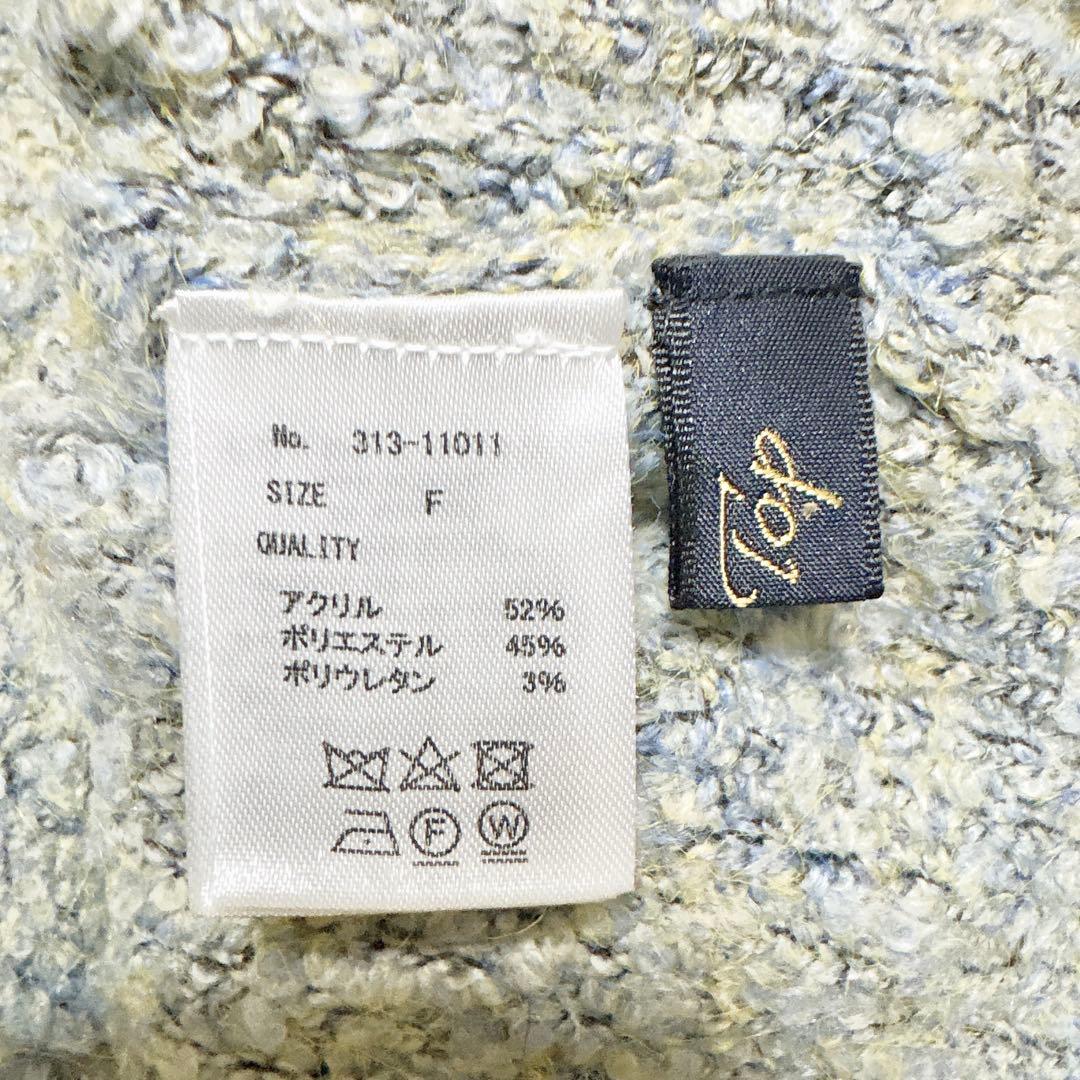 No. 313-11011
SIZE F
QUALITY
アクリル 52%
ポリエステル 45%
ポリウレタン 3%
F W
Top